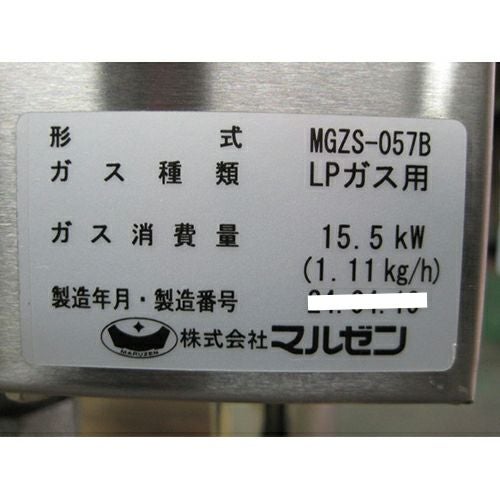 形式 MGZS-057B
ガス種類 LPガス用
ガス消費量 15.5kW
(1.11kg/h)
製造年月・製造番号
MARUZEN 株式会社マルゼン